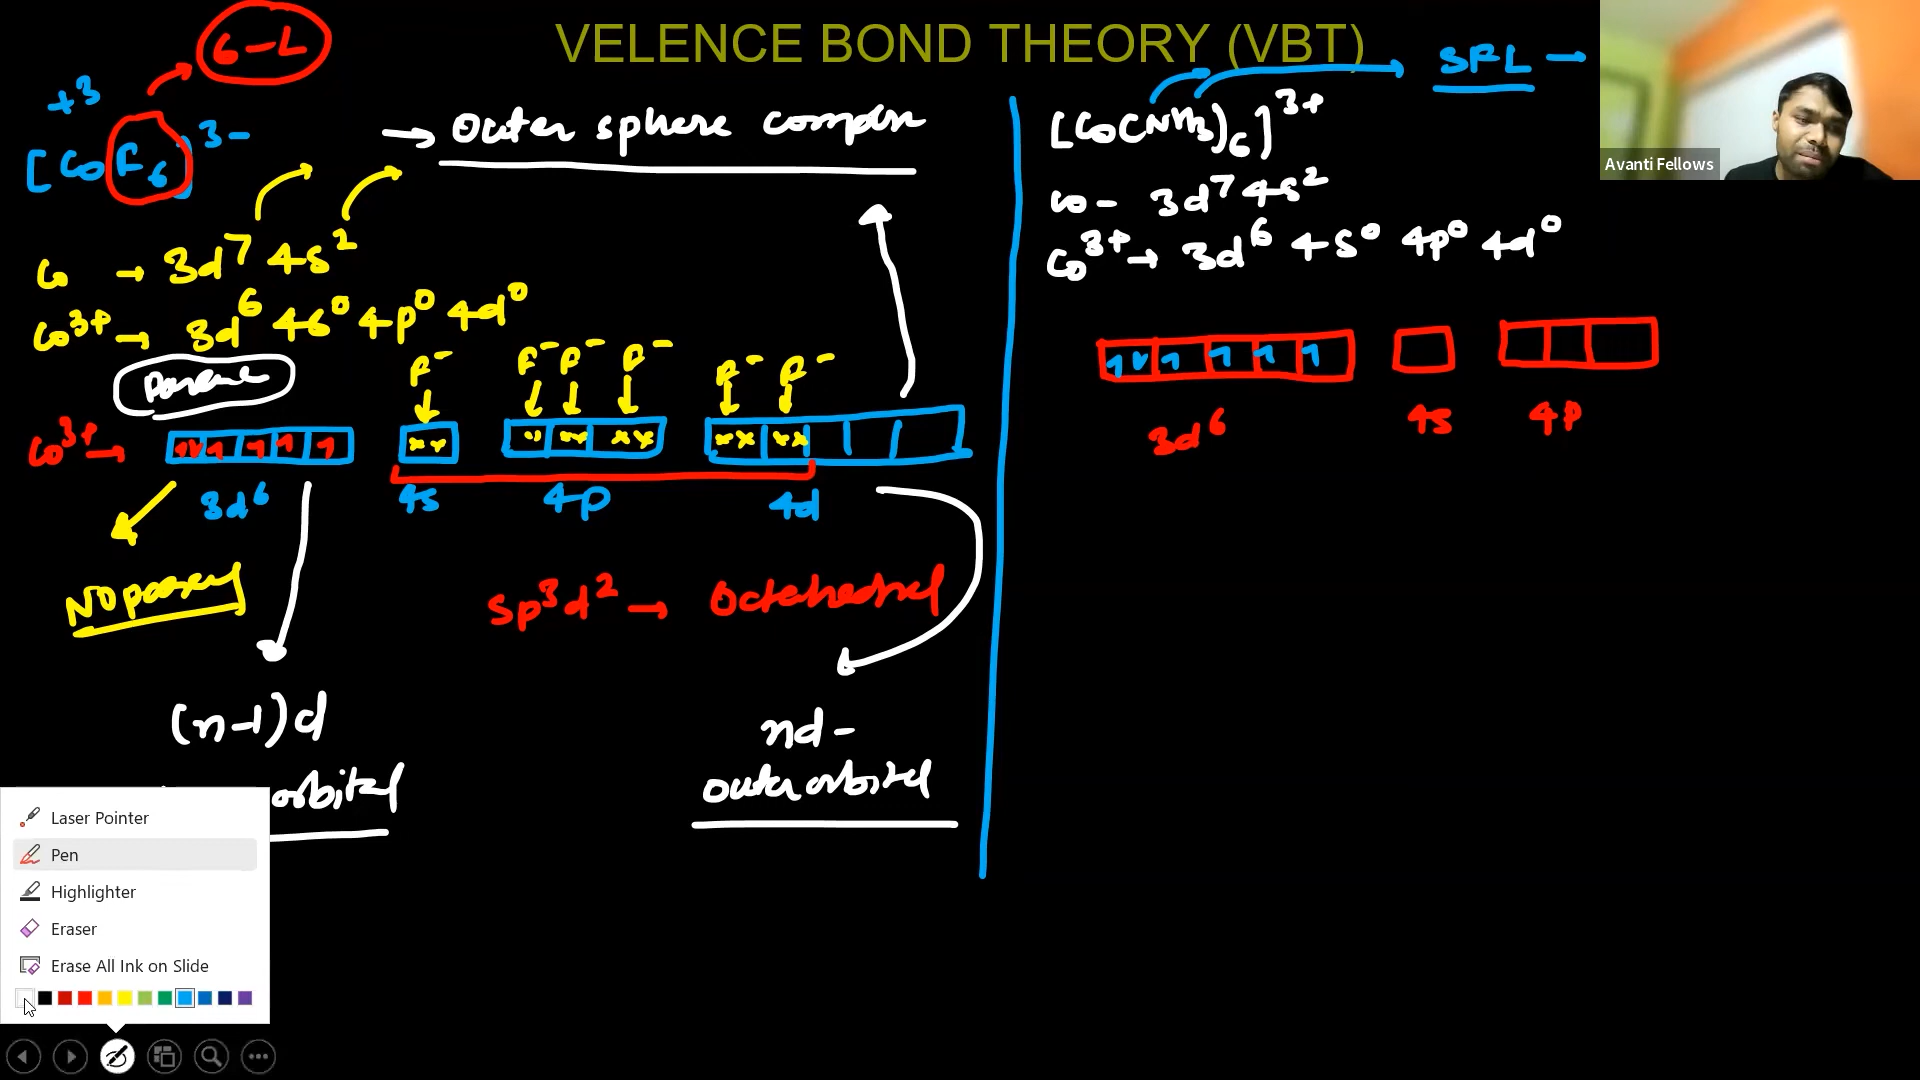 VELENCE BOND THEORY (VBT)
6-L
+3
[CoF6]3-
→ Outer sphere complex
Co → 3d7 4s2
Co3+ → 3d6 4s0 4p0 4d0
F- F- F- F- F- F-
Co3+ →
3d6 4s 4p 4d
NO pairing
sp3d2 → Octahedral
(n-1)d
orbital
nd-
outer orbital
SFL →
[Co(NH3)6]3+
Co - 3d7 4s2
Co3+ → 3d6 4s0 4p0 4d0
3d6 4s 4p
Avanti Fellows
Laser Pointer
Pen
Highlighter
Eraser
Erase All Ink on Slide